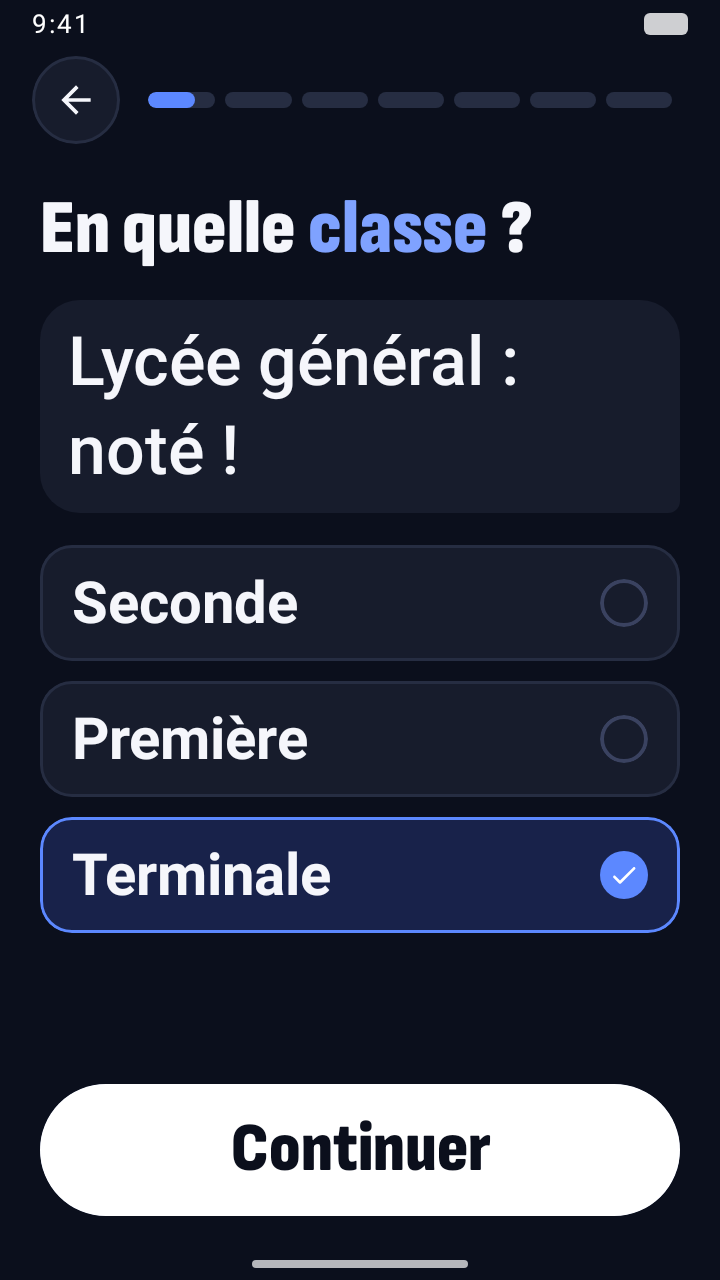 9:41
En quelle classe ?
Lycée général :
noté !
Seconde
Première
Terminale
Continuer